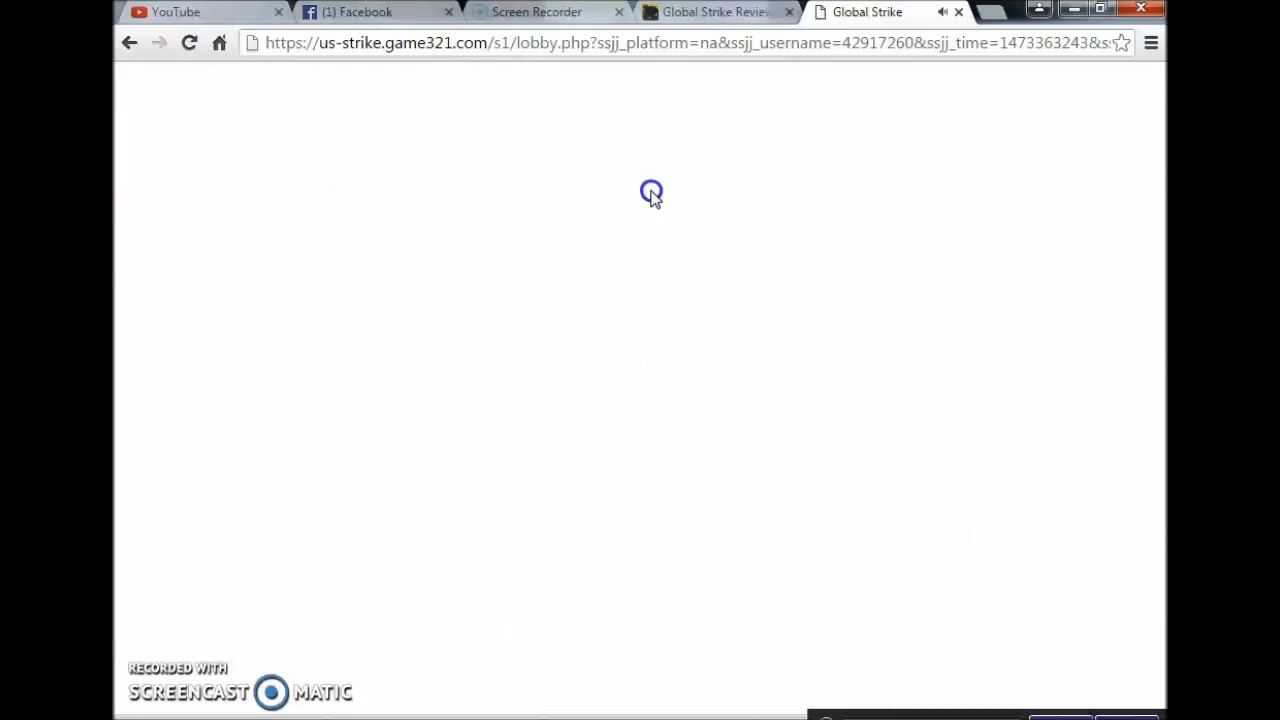 YouTube
(1) Facebook
Screen Recorder
Global Strike Review
Global Strike
https://us-strike.game321.com/s1/lobby.php?ssjj_platform=na&ssjj_username=42917260&ssjj_time=1473363243&s
RECORDED WITH
SCREENCAST MATIC